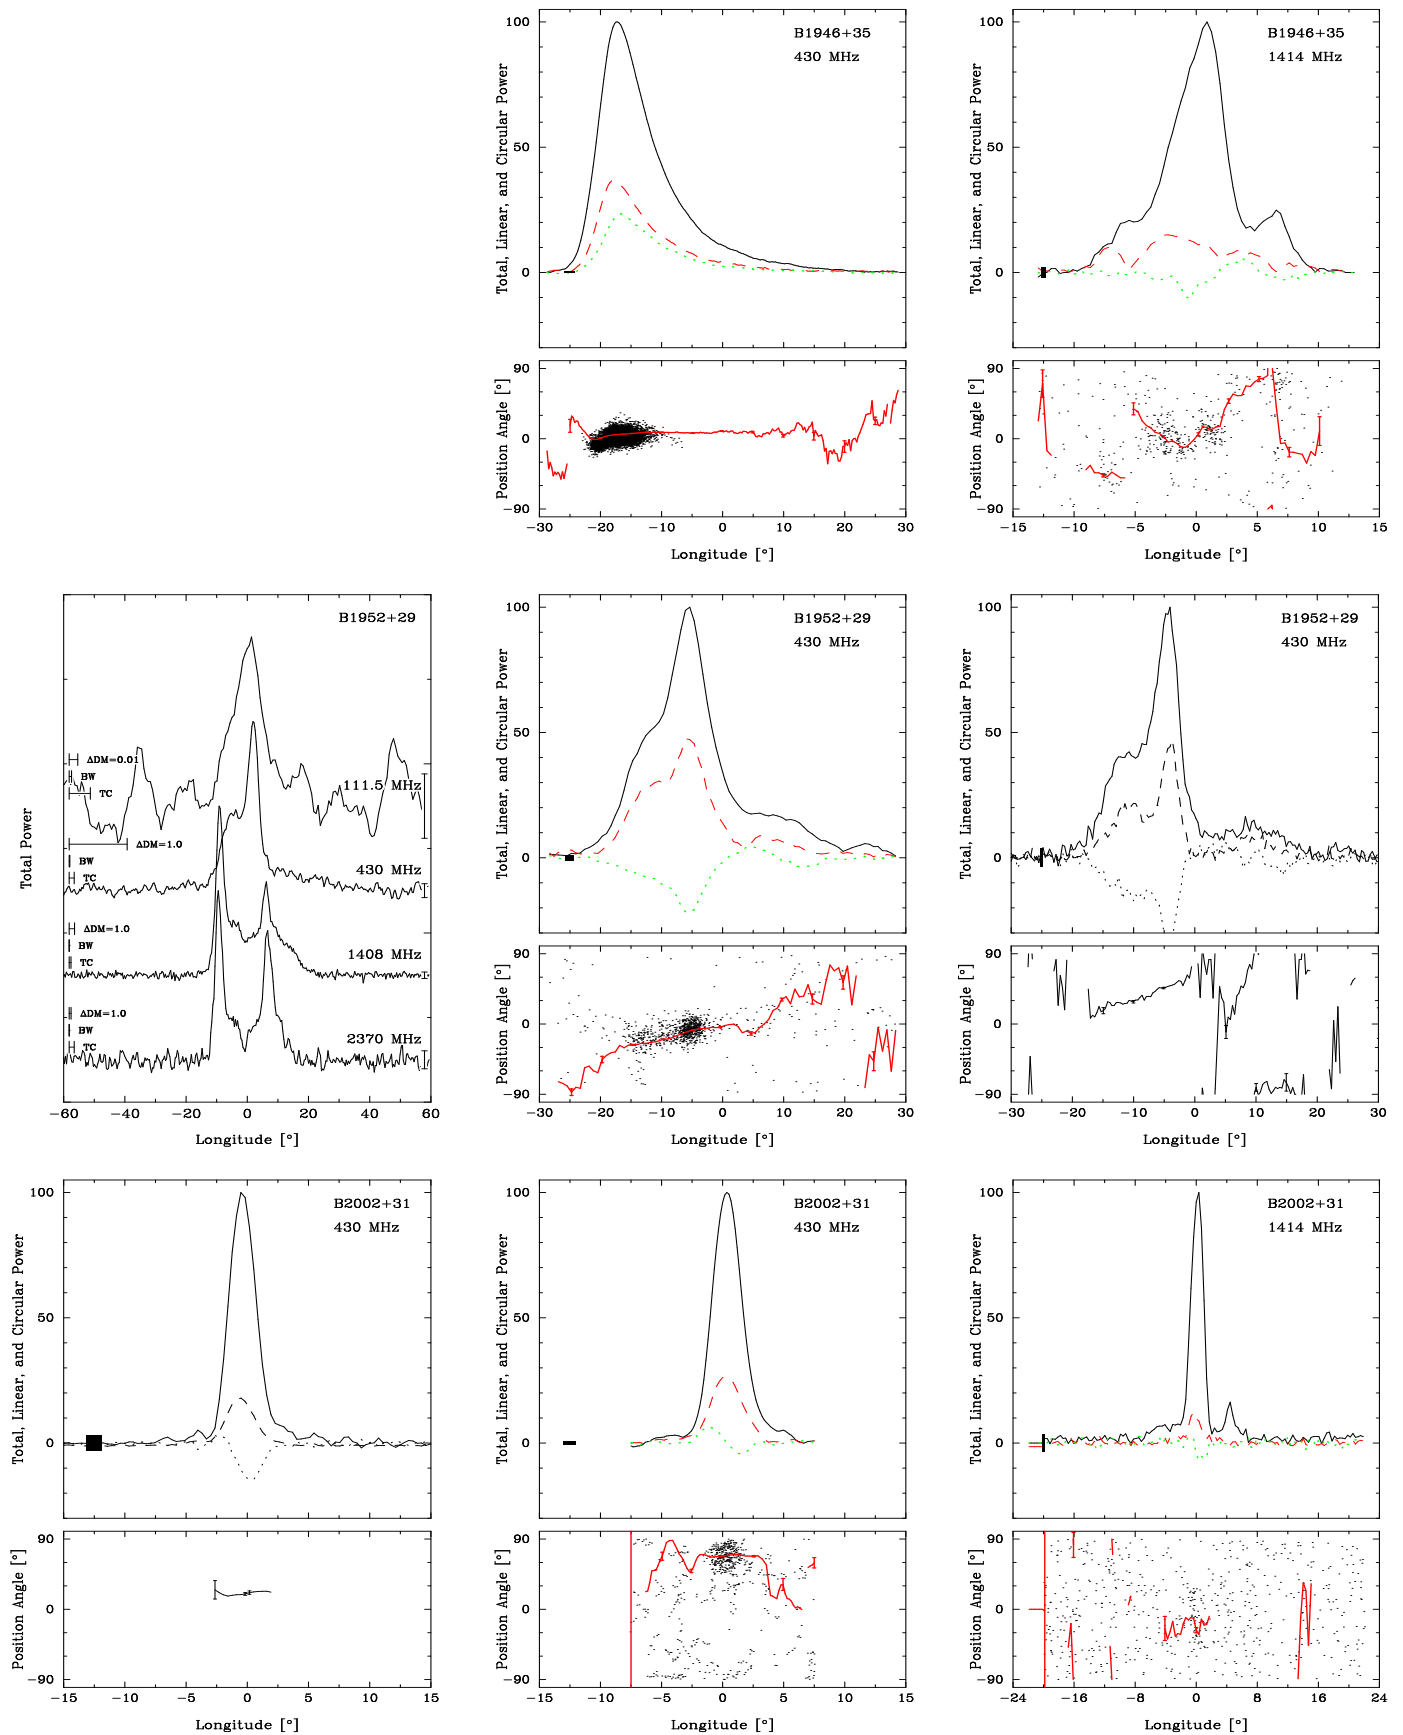 B1946+35
430 MHz
Total, Linear, and Circular Power
100
50
0
Position Angle [°]
90
0
−90
−30 −20 −10 0 10 20 30
Longitude [°]
B1946+35
1414 MHz
Total, Linear, and Circular Power
100
50
0
Position Angle [°]
90
0
−90
−15 −10 −5 0 5 10 15
Longitude [°]
B1952+29
Total Power
ΔDM=0.01
BW
TC
111.5 MHz
ΔDM=1.0
BW
TC
430 MHz
ΔDM=1.0
BW
TC
1408 MHz
ΔDM=1.0
BW
TC
2370 MHz
−60 −40 −20 0 20 40 60
Longitude [°]
B1952+29
430 MHz
Total, Linear, and Circular Power
100
50
0
Position Angle [°]
90
0
−90
−30 −20 −10 0 10 20 30
Longitude [°]
B1952+29
430 MHz
Total, Linear, and Circular Power
100
50
0
Position Angle [°]
90
0
−90
−30 −20 −10 0 10 20 30
Longitude [°]
B2002+31
430 MHz
Total, Linear, and Circular Power
100
50
0
Position Angle [°]
90
0
−90
−15 −10 −5 0 5 10 15
Longitude [°]
B2002+31
430 MHz
Total, Linear, and Circular Power
100
50
0
Position Angle [°]
90
0
−90
−15 −10 −5 0 5 10 15
Longitude [°]
B2002+31
1414 MHz
Total, Linear, and Circular Power
100
50
0
Position Angle [°]
90
0
−90
−24 −16 −8 0 8 16 24
Longitude [°]